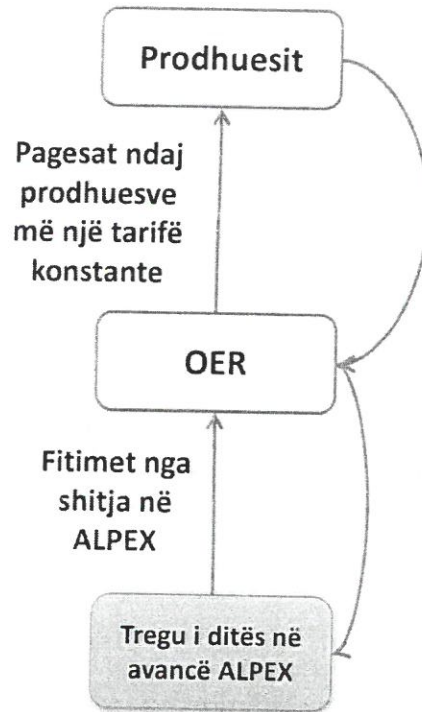 Prodhuesit
Pagesat ndaj
prodhuesve
më një tarifë
konstante
OER
Fitimet nga
shitja në
ALPEX
Tregu i ditës në
avancë ALPEX